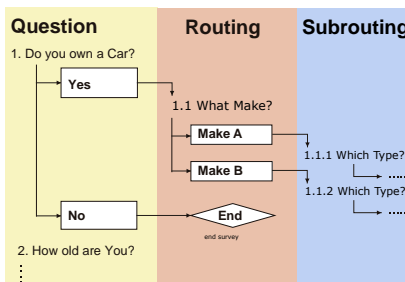 Question
Routing
Subrouting
1. Do you own a Car?
Yes
1.1 What Make?
Make A
1.1.1 Which Type?
Make B
1.1.2 Which Type?
No
End
end survey
2. How old are You?